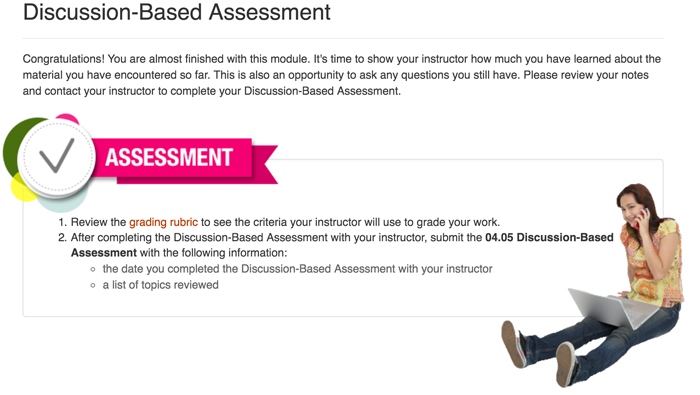 Discussion-Based Assessment
Congratulations! You are almost finished with this module. It's time to show your instructor how much you have learned about the
material you have encountered so far. This is also an opportunity to ask any questions you still have. Please review your notes
and contact your instructor to complete your Discussion-Based Assessment.
ASSESSMENT
1. Review the grading rubric to see the criteria your instructor will use to grade your work.
2. After completing the Discussion-Based Assessment with your instructor, submit the 04.05 Discussion-Based
Assessment with the following information:
◦ the date you completed the Discussion-Based Assessment with your instructor
◦ a list of topics reviewed